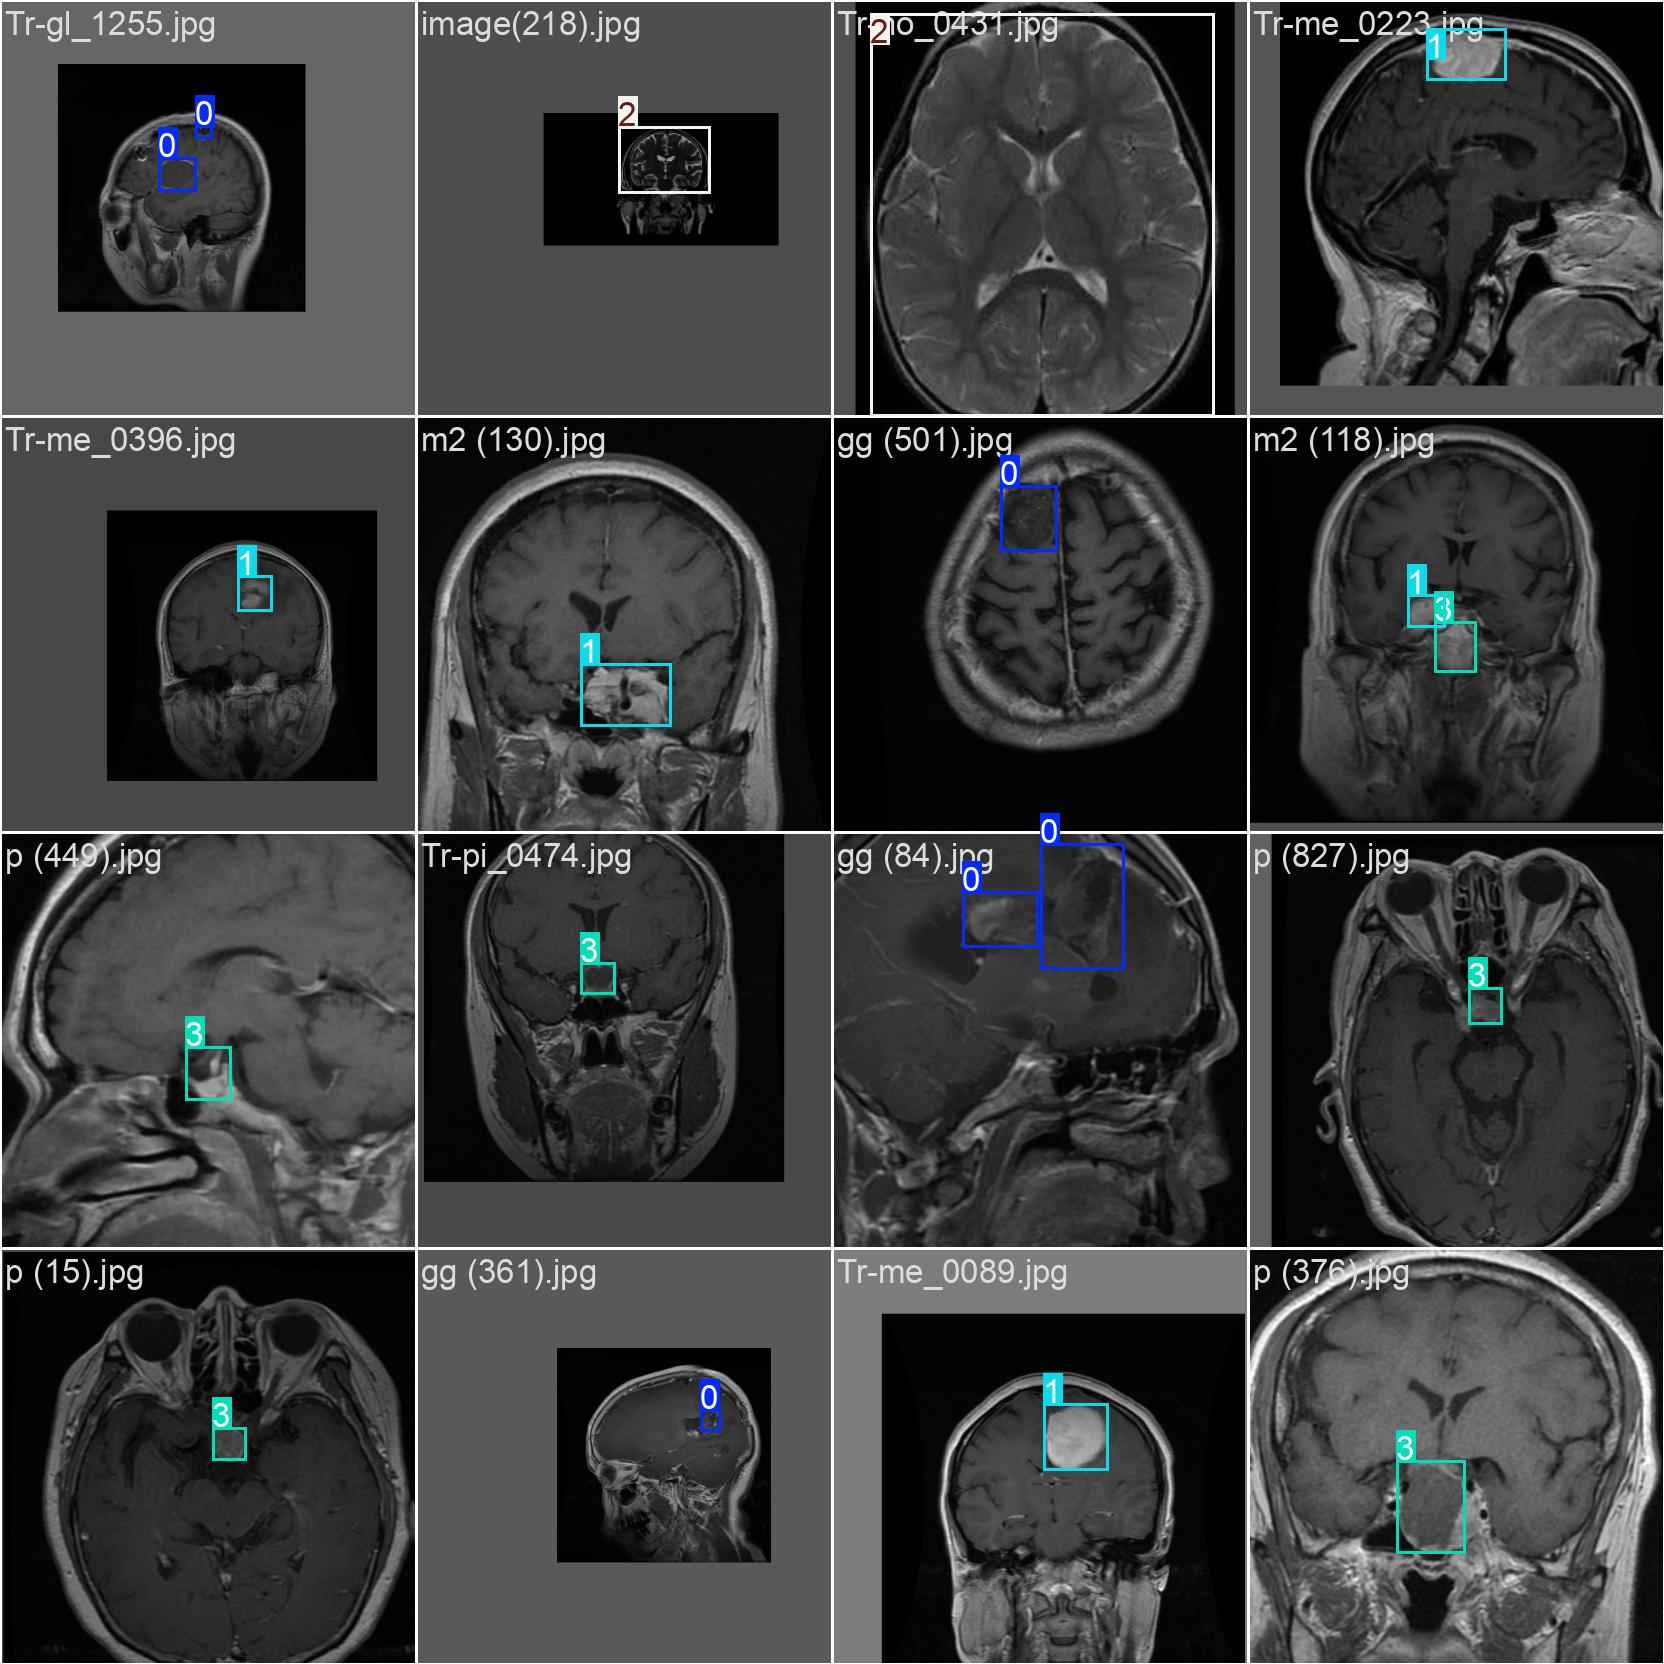 Tr-gl_1255.jpg
0
0
image(218).jpg
2
Tr-no_0431.jpg
2
Tr-me_0223.jpg
1
Tr-me_0396.jpg
1
m2 (130).jpg
1
gg (501).jpg
0
m2 (118).jpg
1
3
p (449).jpg
3
Tr-pi_0474.jpg
3
gg (84).jpg
0
0
p (827).jpg
3
p (15).jpg
3
gg (361).jpg
0
Tr-me_0089.jpg
1
p (376).jpg
3